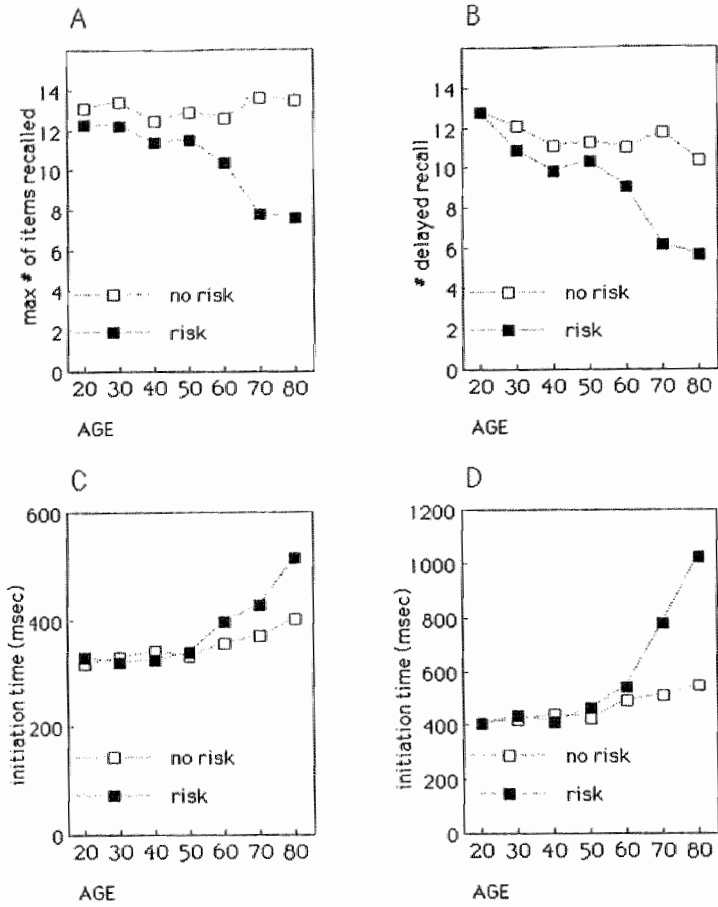 A
max # of items recalled
14
12
10
8
6
4
2
0
no risk
risk
20 30 40 50 60 70 80
AGE
B
# delayed recall
14
12
10
8
6
4
2
0
no risk
risk
20 30 40 50 60 70 80
AGE
C
initiation time (msec)
600
400
200
0
no risk
risk
20 30 40 50 60 70 80
AGE
D
initiation time (msec)
1200
1000
800
600
400
200
0
no risk
risk
20 30 40 50 60 70 80
AGE